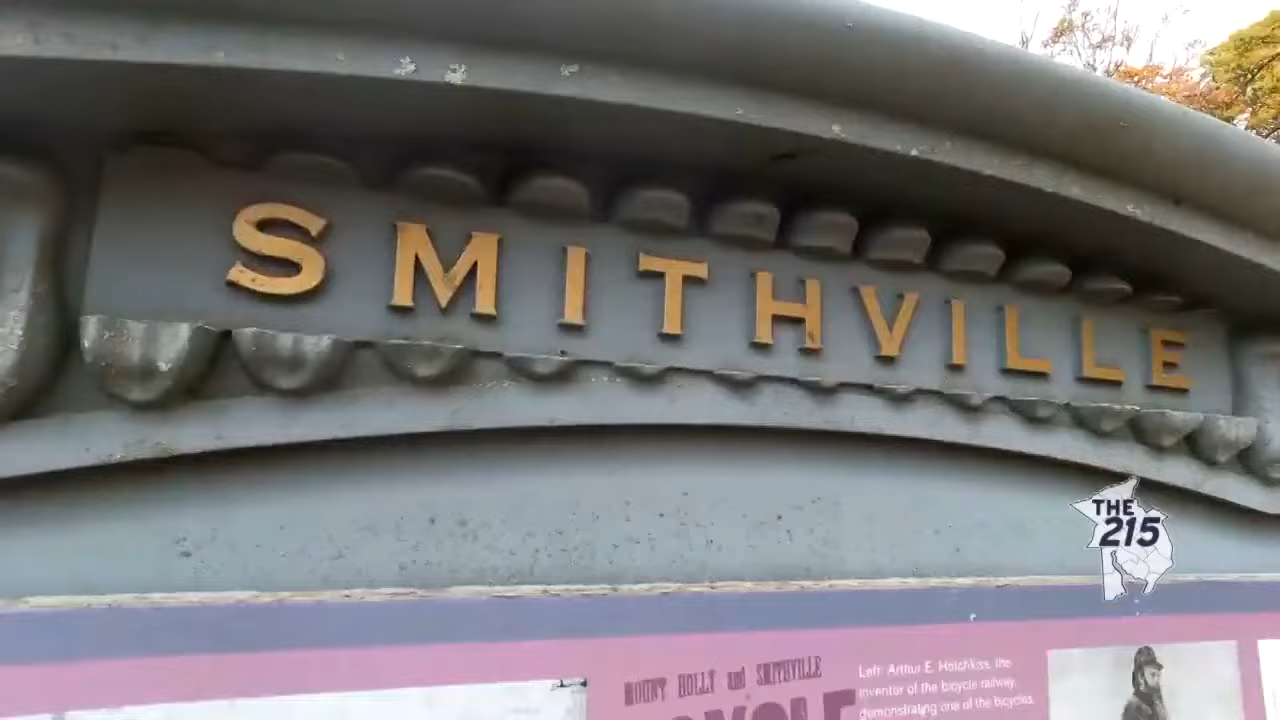 SMITHVILLE
THE
215
MOUNT HOLLY and SMITHVILLE
Left: Arthur E. Hotchkiss, the
inventor of the bicycle railway,
demonstrating one of the bicycles.